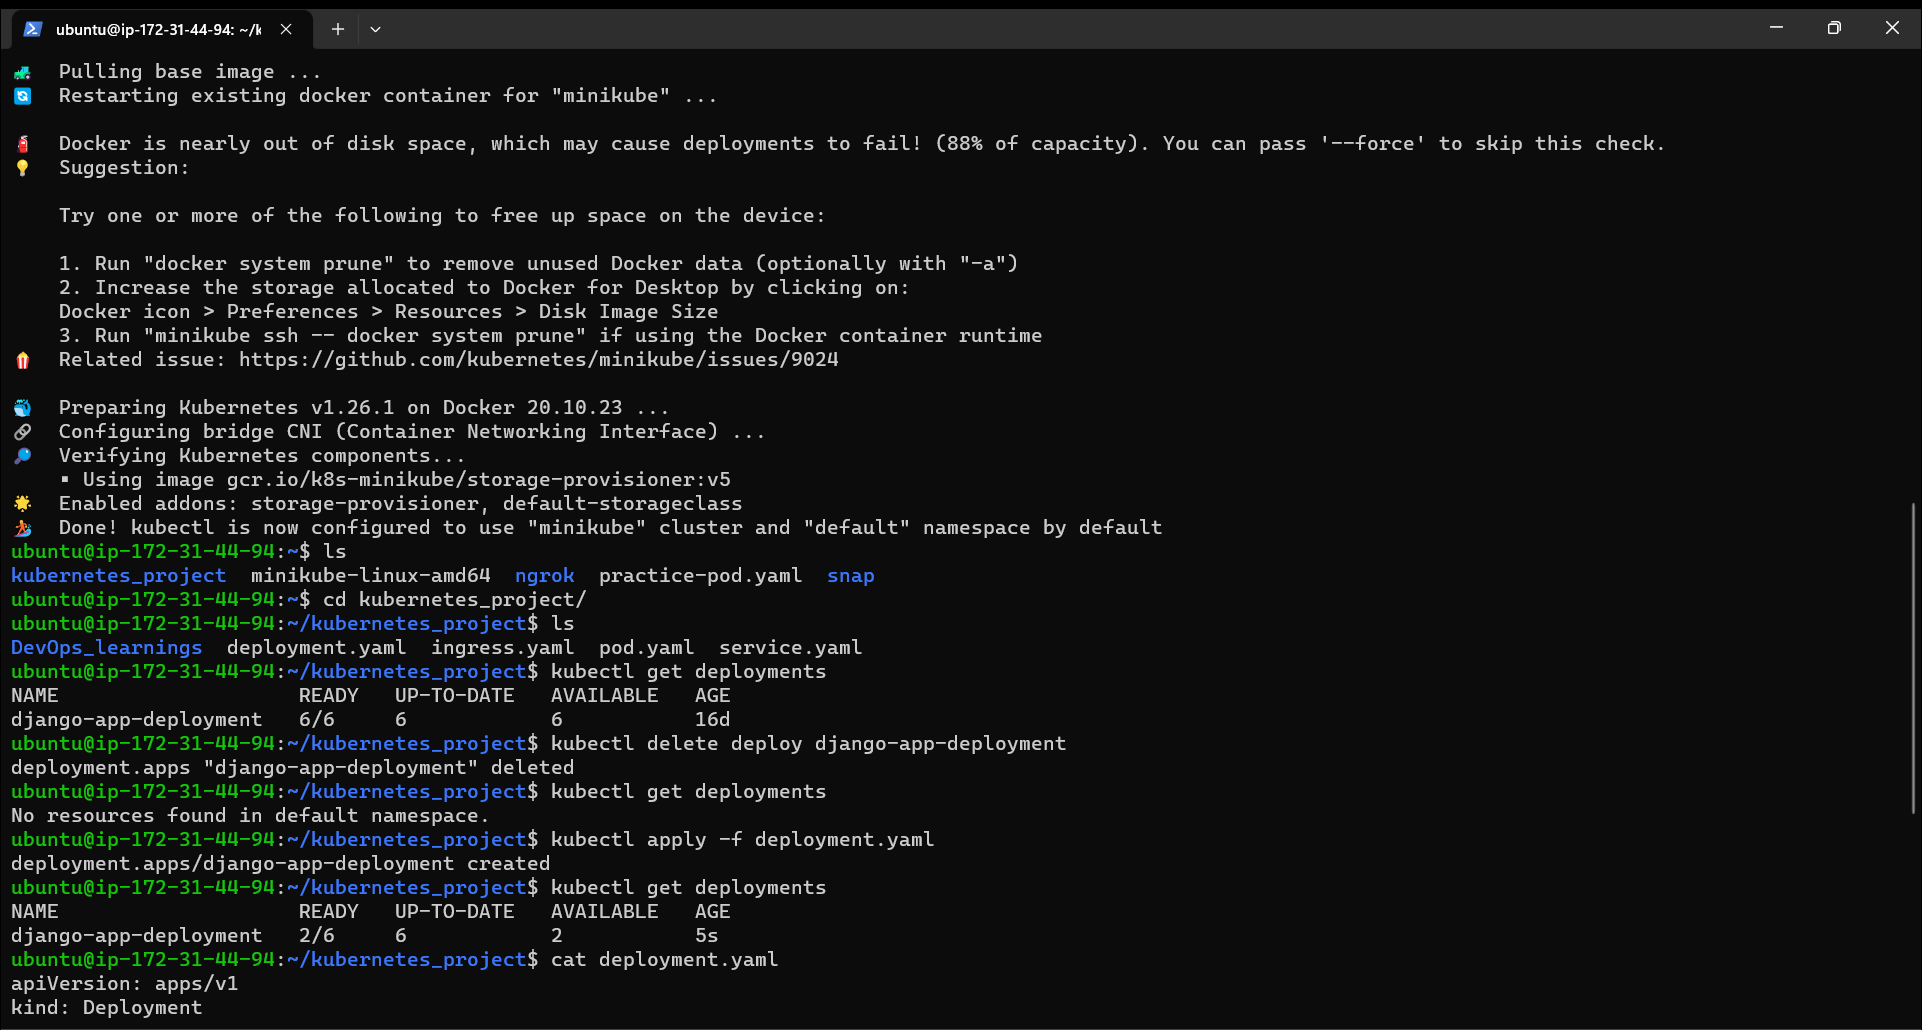 ubuntu@ip-172-31-44-94: ~/k
Pulling base image ...
Restarting existing docker container for "minikube" ...
Docker is nearly out of disk space, which may cause deployments to fail! (88% of capacity). You can pass '--force' to skip this check.
Suggestion:
Try one or more of the following to free up space on the device:
1. Run "docker system prune" to remove unused Docker data (optionally with "-a")
2. Increase the storage allocated to Docker for Desktop by clicking on:
Docker icon > Preferences > Resources > Disk Image Size
3. Run "minikube ssh -- docker system prune" if using the Docker container runtime
Related issue: https://github.com/kubernetes/minikube/issues/9024
Preparing Kubernetes v1.26.1 on Docker 20.10.23 ...
Configuring bridge CNI (Container Networking Interface) ...
Verifying Kubernetes components...
▪ Using image gcr.io/k8s-minikube/storage-provisioner:v5
Enabled addons: storage-provisioner, default-storageclass
Done! kubectl is now configured to use "minikube" cluster and "default" namespace by default
ubuntu@ip-172-31-44-94:~$ ls
kubernetes_project  minikube-linux-amd64  ngrok  practice-pod.yaml  snap
ubuntu@ip-172-31-44-94:~$ cd kubernetes_project/
ubuntu@ip-172-31-44-94:~/kubernetes_project$ ls
DevOps_learnings  deployment.yaml  ingress.yaml  pod.yaml  service.yaml
ubuntu@ip-172-31-44-94:~/kubernetes_project$ kubectl get deployments
NAME                    READY   UP-TO-DATE   AVAILABLE   AGE
django-app-deployment   6/6     6            6           16d
ubuntu@ip-172-31-44-94:~/kubernetes_project$ kubectl delete deploy django-app-deployment
deployment.apps "django-app-deployment" deleted
ubuntu@ip-172-31-44-94:~/kubernetes_project$ kubectl get deployments
No resources found in default namespace.
ubuntu@ip-172-31-44-94:~/kubernetes_project$ kubectl apply -f deployment.yaml
deployment.apps/django-app-deployment created
ubuntu@ip-172-31-44-94:~/kubernetes_project$ kubectl get deployments
NAME                    READY   UP-TO-DATE   AVAILABLE   AGE
django-app-deployment   2/6     6            2           5s
ubuntu@ip-172-31-44-94:~/kubernetes_project$ cat deployment.yaml
apiVersion: apps/v1
kind: Deployment